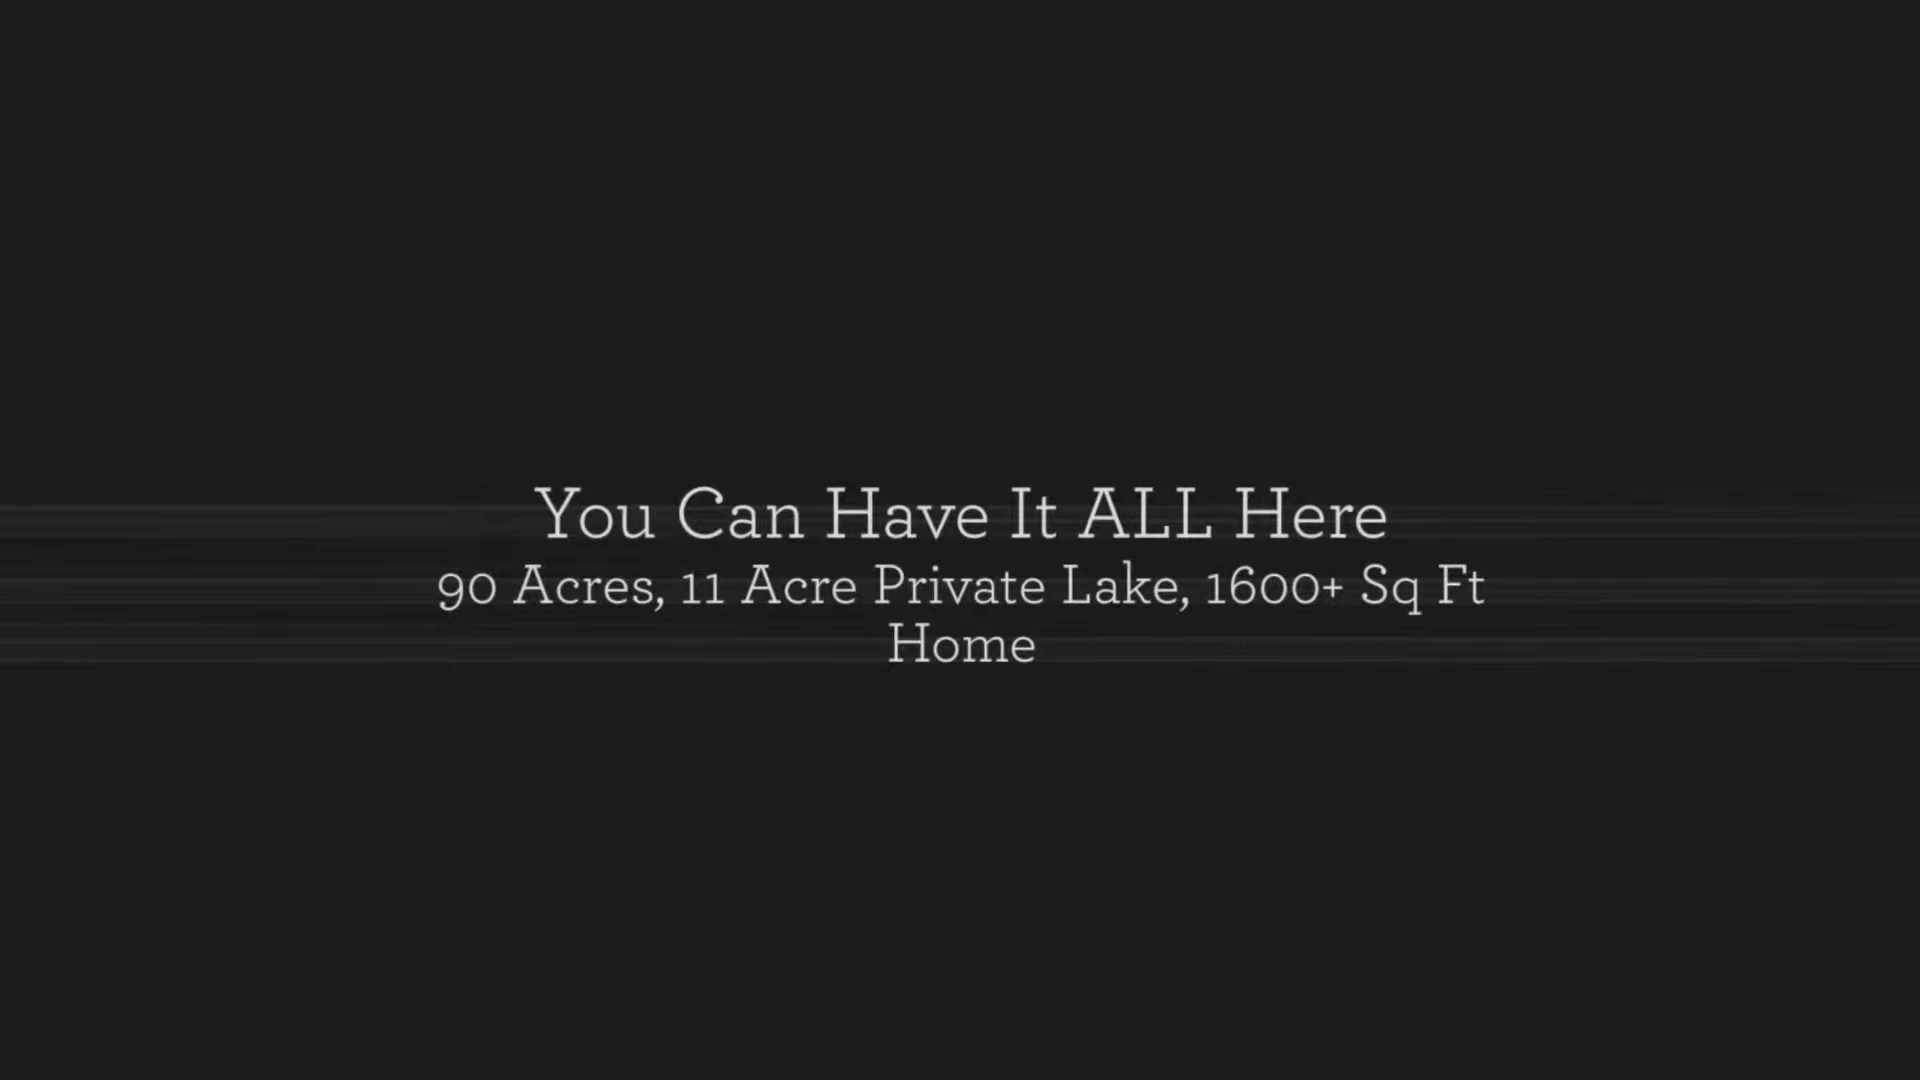 You Can Have It ALL Here
90 Acres, 11 Acre Private Lake, 1600+ Sq Ft
Home